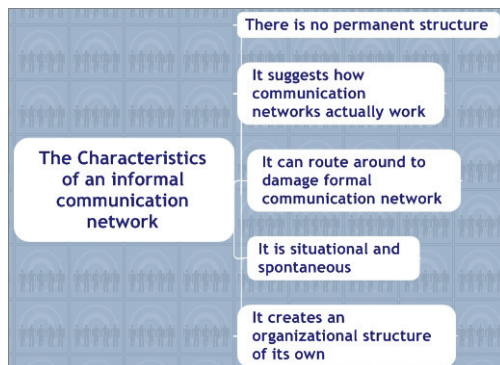 There is no permanent structure
It suggests how
communication
networks actually work
The Characteristics
of an informal
communication
network
It can route around to
damage formal
communication network
It is situational and
spontaneous
It creates an
organizational structure
of its own